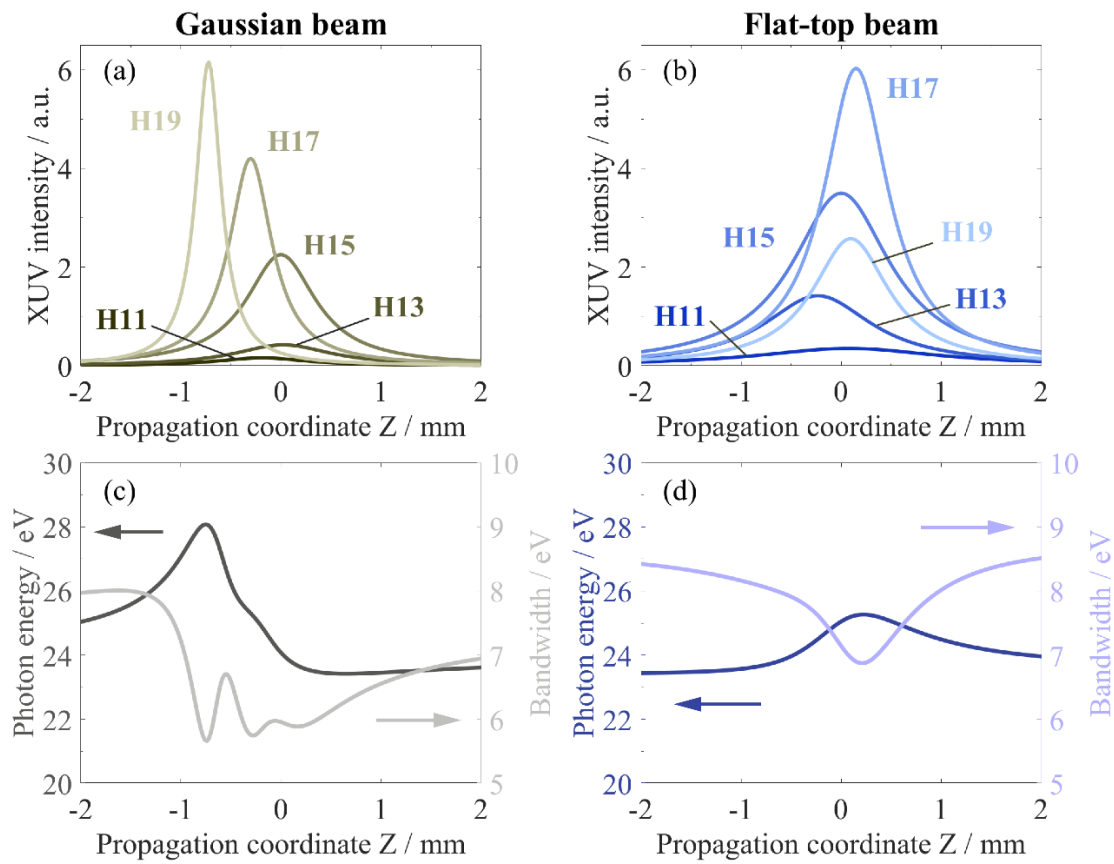 Gaussian beam
Flat-top beam
(a)
H19
H17
H15
H13
H11
XUV intensity / a.u.
0
2
4
6
-2 -1 0 1 2
Propagation coordinate Z / mm
(b)
H17
H15
H19
H13
H11
XUV intensity / a.u.
0
2
4
6
-2 -1 0 1 2
Propagation coordinate Z / mm
(c)
Photon energy / eV
30
28
26
24
22
20
10
9
8
7
6
5
Bandwidth / eV
-2 -1 0 1 2
Propagation coordinate Z / mm
(d)
Photon energy / eV
30
28
26
24
22
20
10
9
8
7
6
5
Bandwidth / eV
-2 -1 0 1 2
Propagation coordinate Z / mm